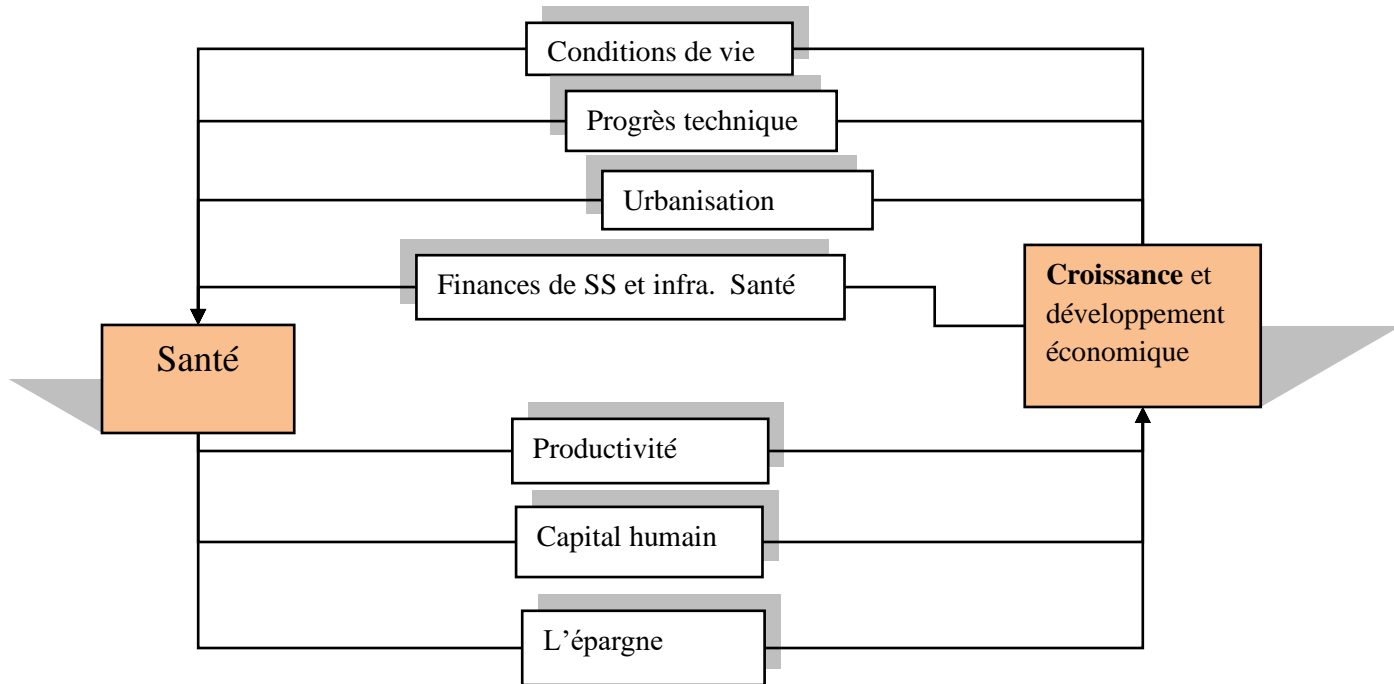 Conditions de vie
Progrès technique
Urbanisation
Finances de SS et infra. Santé
Croissance et
développement
économique
Santé
Productivité
Capital humain
L’épargne